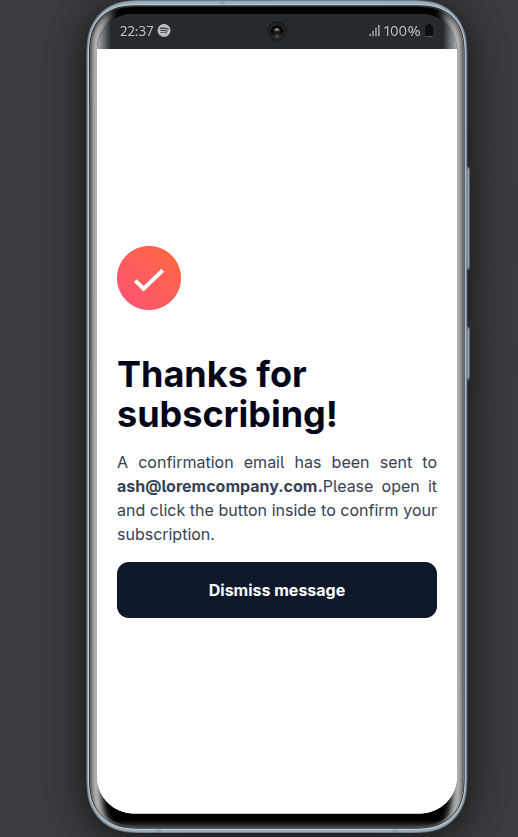 22:37 100%
Thanks for
subscribing!
A confirmation email has been sent to
ash@loremcompany.com.Please open it
and click the button inside to confirm your
subscription.
Dismiss message